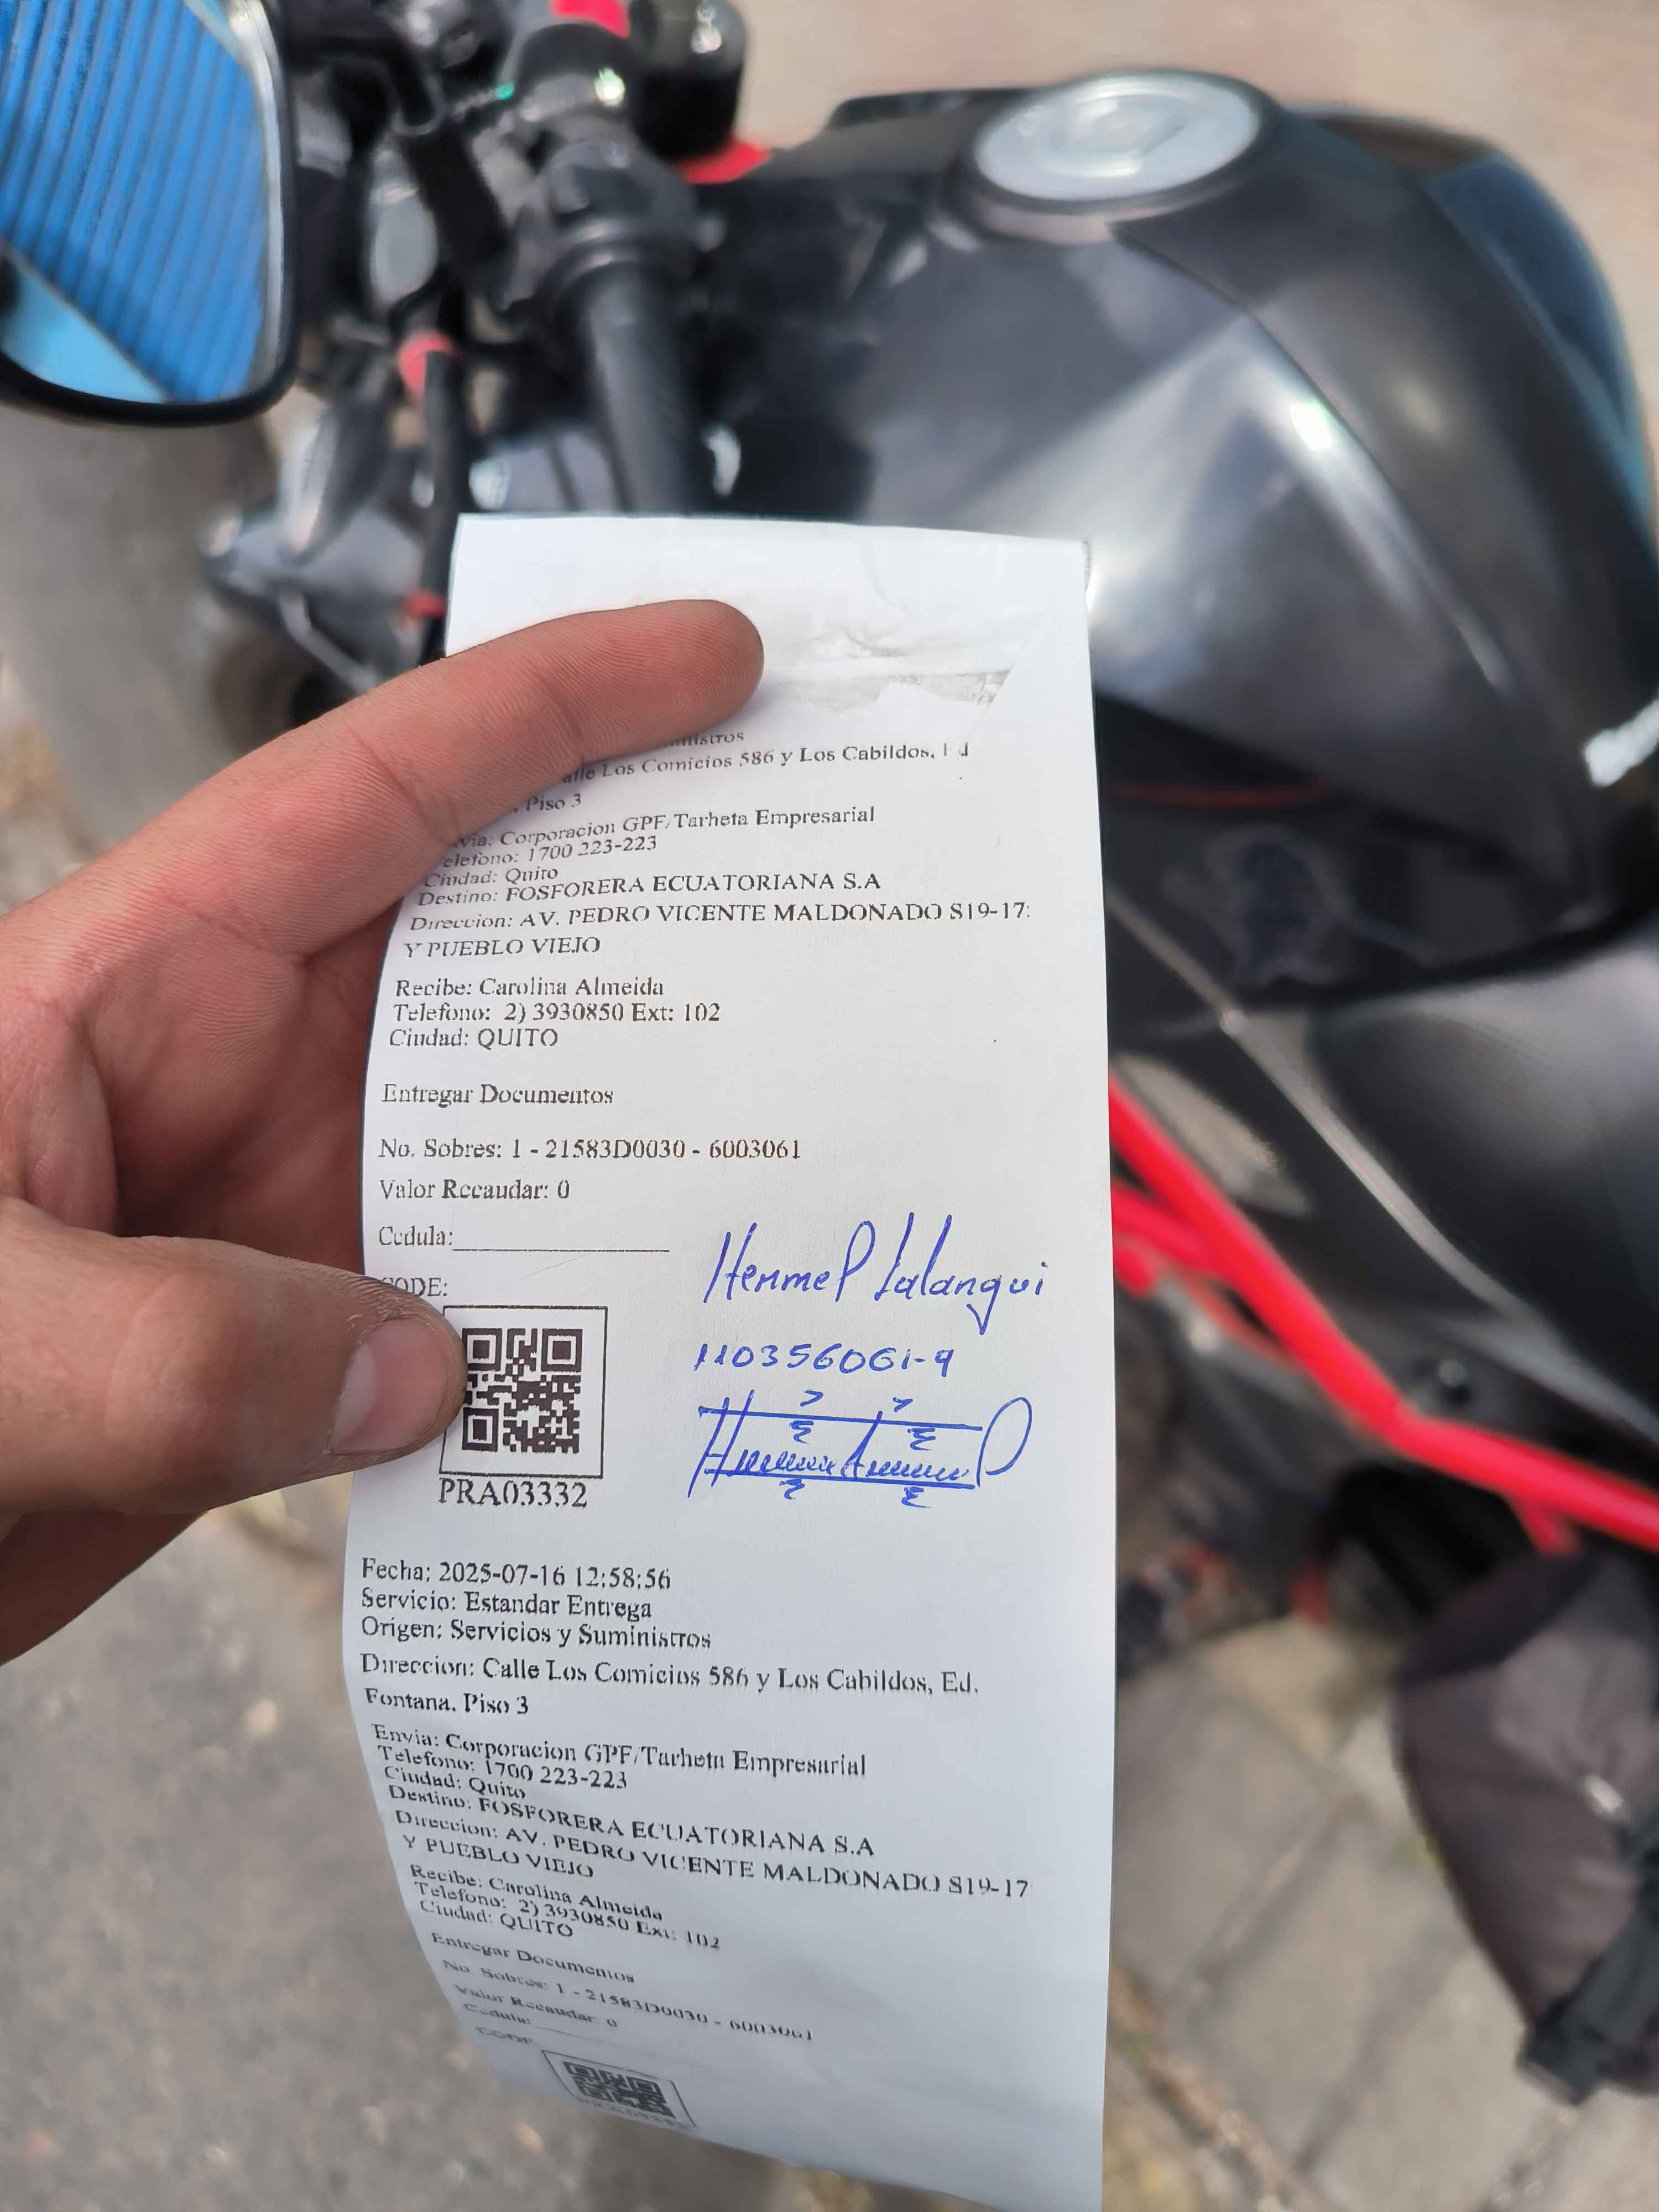 Calle Los Comicios 586 y Los Cabildos, Ed
Piso 3
Envia: Corporacion GPF/Tarheta Empresarial
Telefono: 1700 223-223
Ciudad: Quito
Destino: FOSFORERA ECUATORIANA S.A
Direccion: AV. PEDRO VICENTE MALDONADO S19-17
Y PUEBLO VIEJO
Recibe: Carolina Almeida
Telefono: 2) 3930850 Ext: 102
Ciudad: QUITO
Entregar Documentos
No. Sobres: 1 - 21583D0030 - 6003061
Valor Recaudar: 0
Cedula:
CODE:
Hermel Lalangui
110356061-9
PRA03332
Fecha: 2025-07-16 12:58:56
Servicio: Estandar Entrega
Origen: Servicios y Suministros
Direccion: Calle Los Comicios 586 y Los Cabildos, Ed.
Fontana. Piso 3
Envia: Corporacion GPF/Tarheta Empresarial
Telefono: 1700 223-223
Ciudad: Quito
Destino: FOSFORERA ECUATORIANA S.A
Direccion: AV. PEDRO VICENTE MALDONADO S19-17
Y PUEBLO VIEJO
Recibe: Carolina Almeida
Telefono: 2) 3930850 Ext: 102
Ciudad: QUITO
Entregar Documentos
No. Sobres: 1 - 21583D0030 - 6003061
Valor Recaudar: 0
Cedula:
CODE